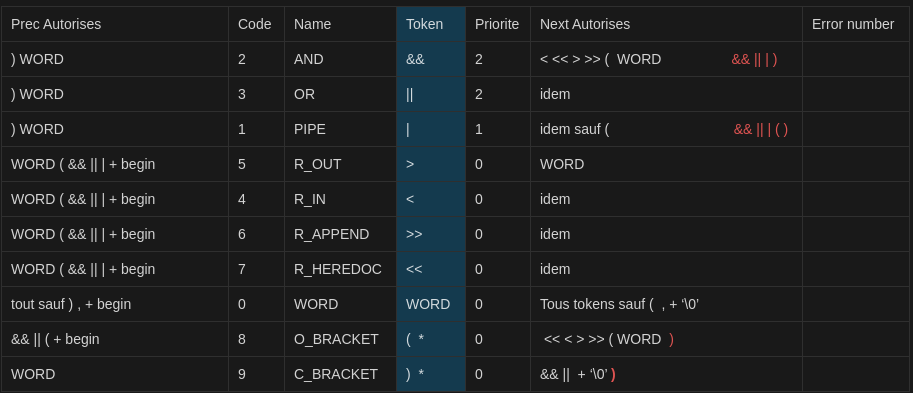 Prec Autorises Code Name Token Priorite Next Autorises Error number
) WORD 2 AND && 2 < << > >> ( WORD && || | )
) WORD 3 OR || 2 idem
) WORD 1 PIPE | 1 idem sauf ( && || | ( )
WORD ( && || | + begin 5 R_OUT > 0 WORD
WORD ( && || | + begin 4 R_IN < 0 idem
WORD ( && || | + begin 6 R_APPEND >> 0 idem
WORD ( && || | + begin 7 R_HEREDOC << 0 idem
tout sauf ) , + begin 0 WORD WORD 0 Tous tokens sauf ( , + ‘\0’
&& || ( + begin 8 O_BRACKET ( * 0 << < > >> ( WORD )
WORD 9 C_BRACKET ) * 0 && || + ‘\0’ )